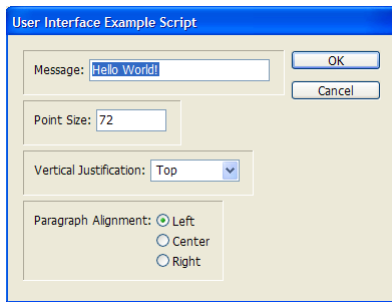 User Interface Example Script
Message: Hello World!
OK
Cancel
Point Size: 72
Vertical Justification: Top
Paragraph Alignment: Left
Center
Right